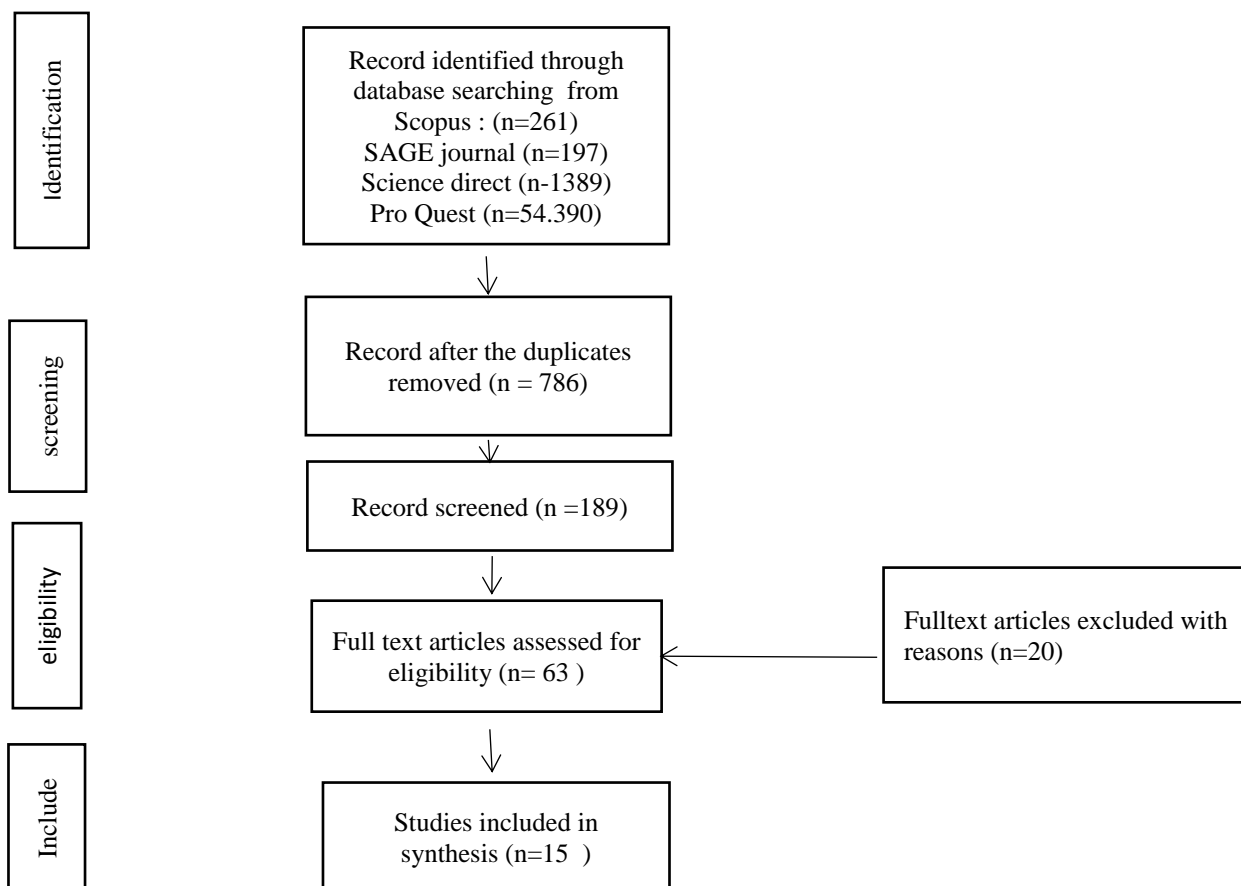 Identification
Record identified through
database searching from
Scopus : (n=261)
SAGE journal (n=197)
Science direct (n-1389)
Pro Quest (n=54.390)
screening
Record after the duplicates
removed (n = 786)
Record screened (n =189)
eligibility
Full text articles assessed for
eligibility (n= 63 )
Fulltext articles excluded with
reasons (n=20)
Include
Studies included in
synthesis (n=15 )